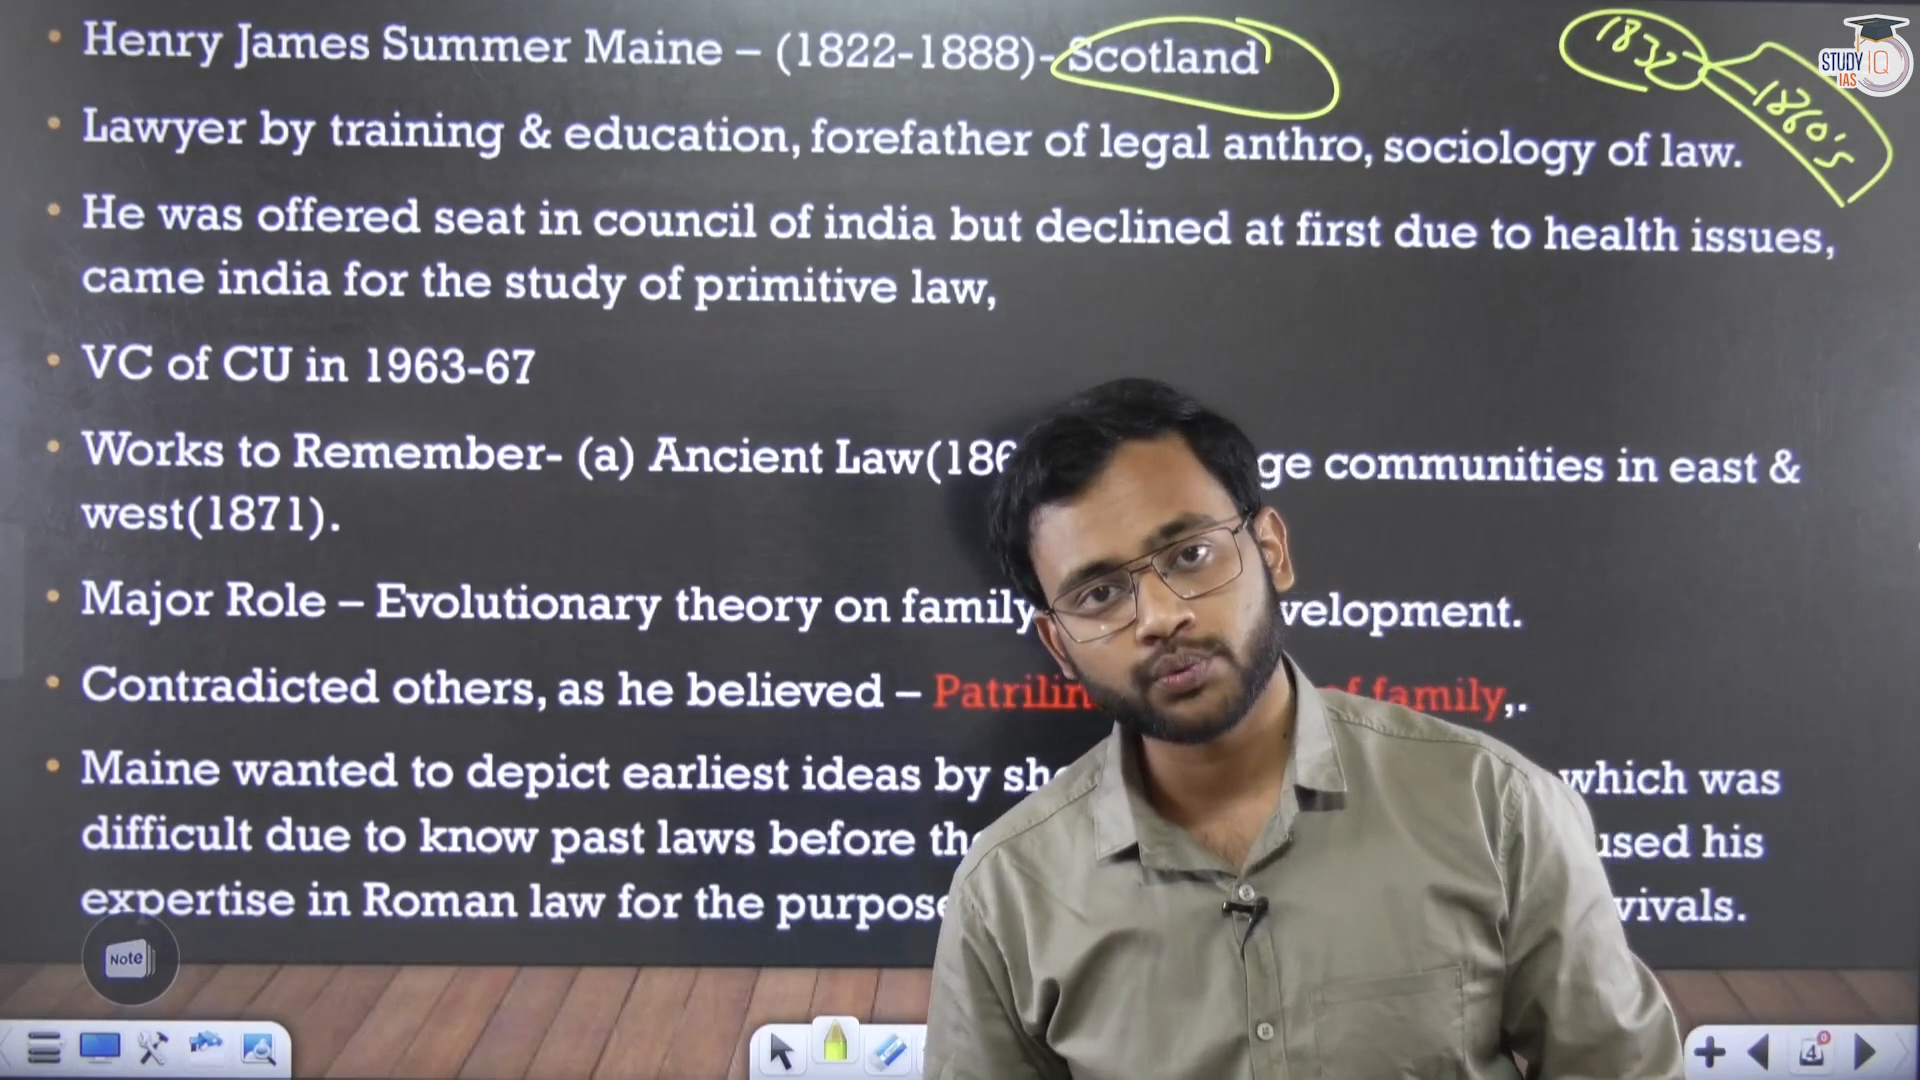 Henry James Summer Maine – (1822-1888)- Scotland
1832 – 1860's
STUDY IQ
IAS
Lawyer by training & education, forefather of legal anthro, sociology of law.
He was offered seat in council of india but declined at first due to health issues,
came india for the study of primitive law,
VC of CU in 1963-67
Works to Remember- (a) Ancient Law(186 ge communities in east &
west(1871).
Major Role – Evolutionary theory on family velopment.
Contradicted others, as he believed – Patrilin of family,.
Maine wanted to depict earliest ideas by sh which was
difficult due to know past laws before th used his
expertise in Roman law for the purpose vivals.
Note
4
0